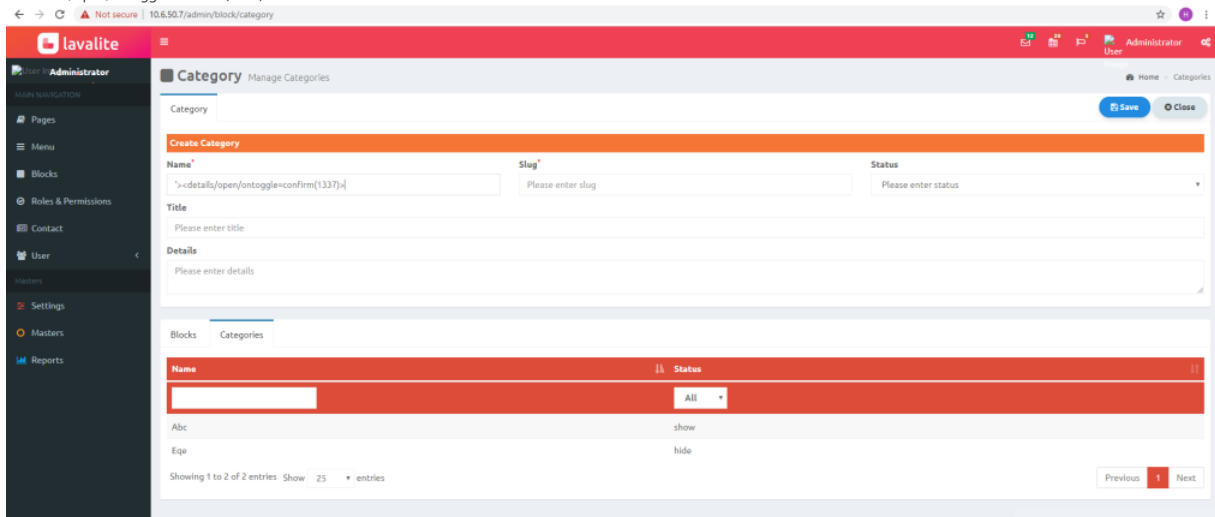 Not secure | 10.6.50.7/admin/block/category
H
lavalite
12
Administrator
User
Administrator
MAIN NAVIGATION
Category Manage Categories
Home Categories
Category
Save
Close
Pages
Menu
Blocks
Roles & Permissions
Contact
User
Masters
Settings
Masters
Reports
Create Category
Name*
Slug*
Status
"><details/open/ontoggle=confirm(1337)>
Please enter slug
Please enter status
Title
Please enter title
Details
Please enter details
Blocks
Categories
Name
Status
All
Abc
show
Eqe
hide
Showing 1 to 2 of 2 entries Show 25 entries
Previous 1 Next